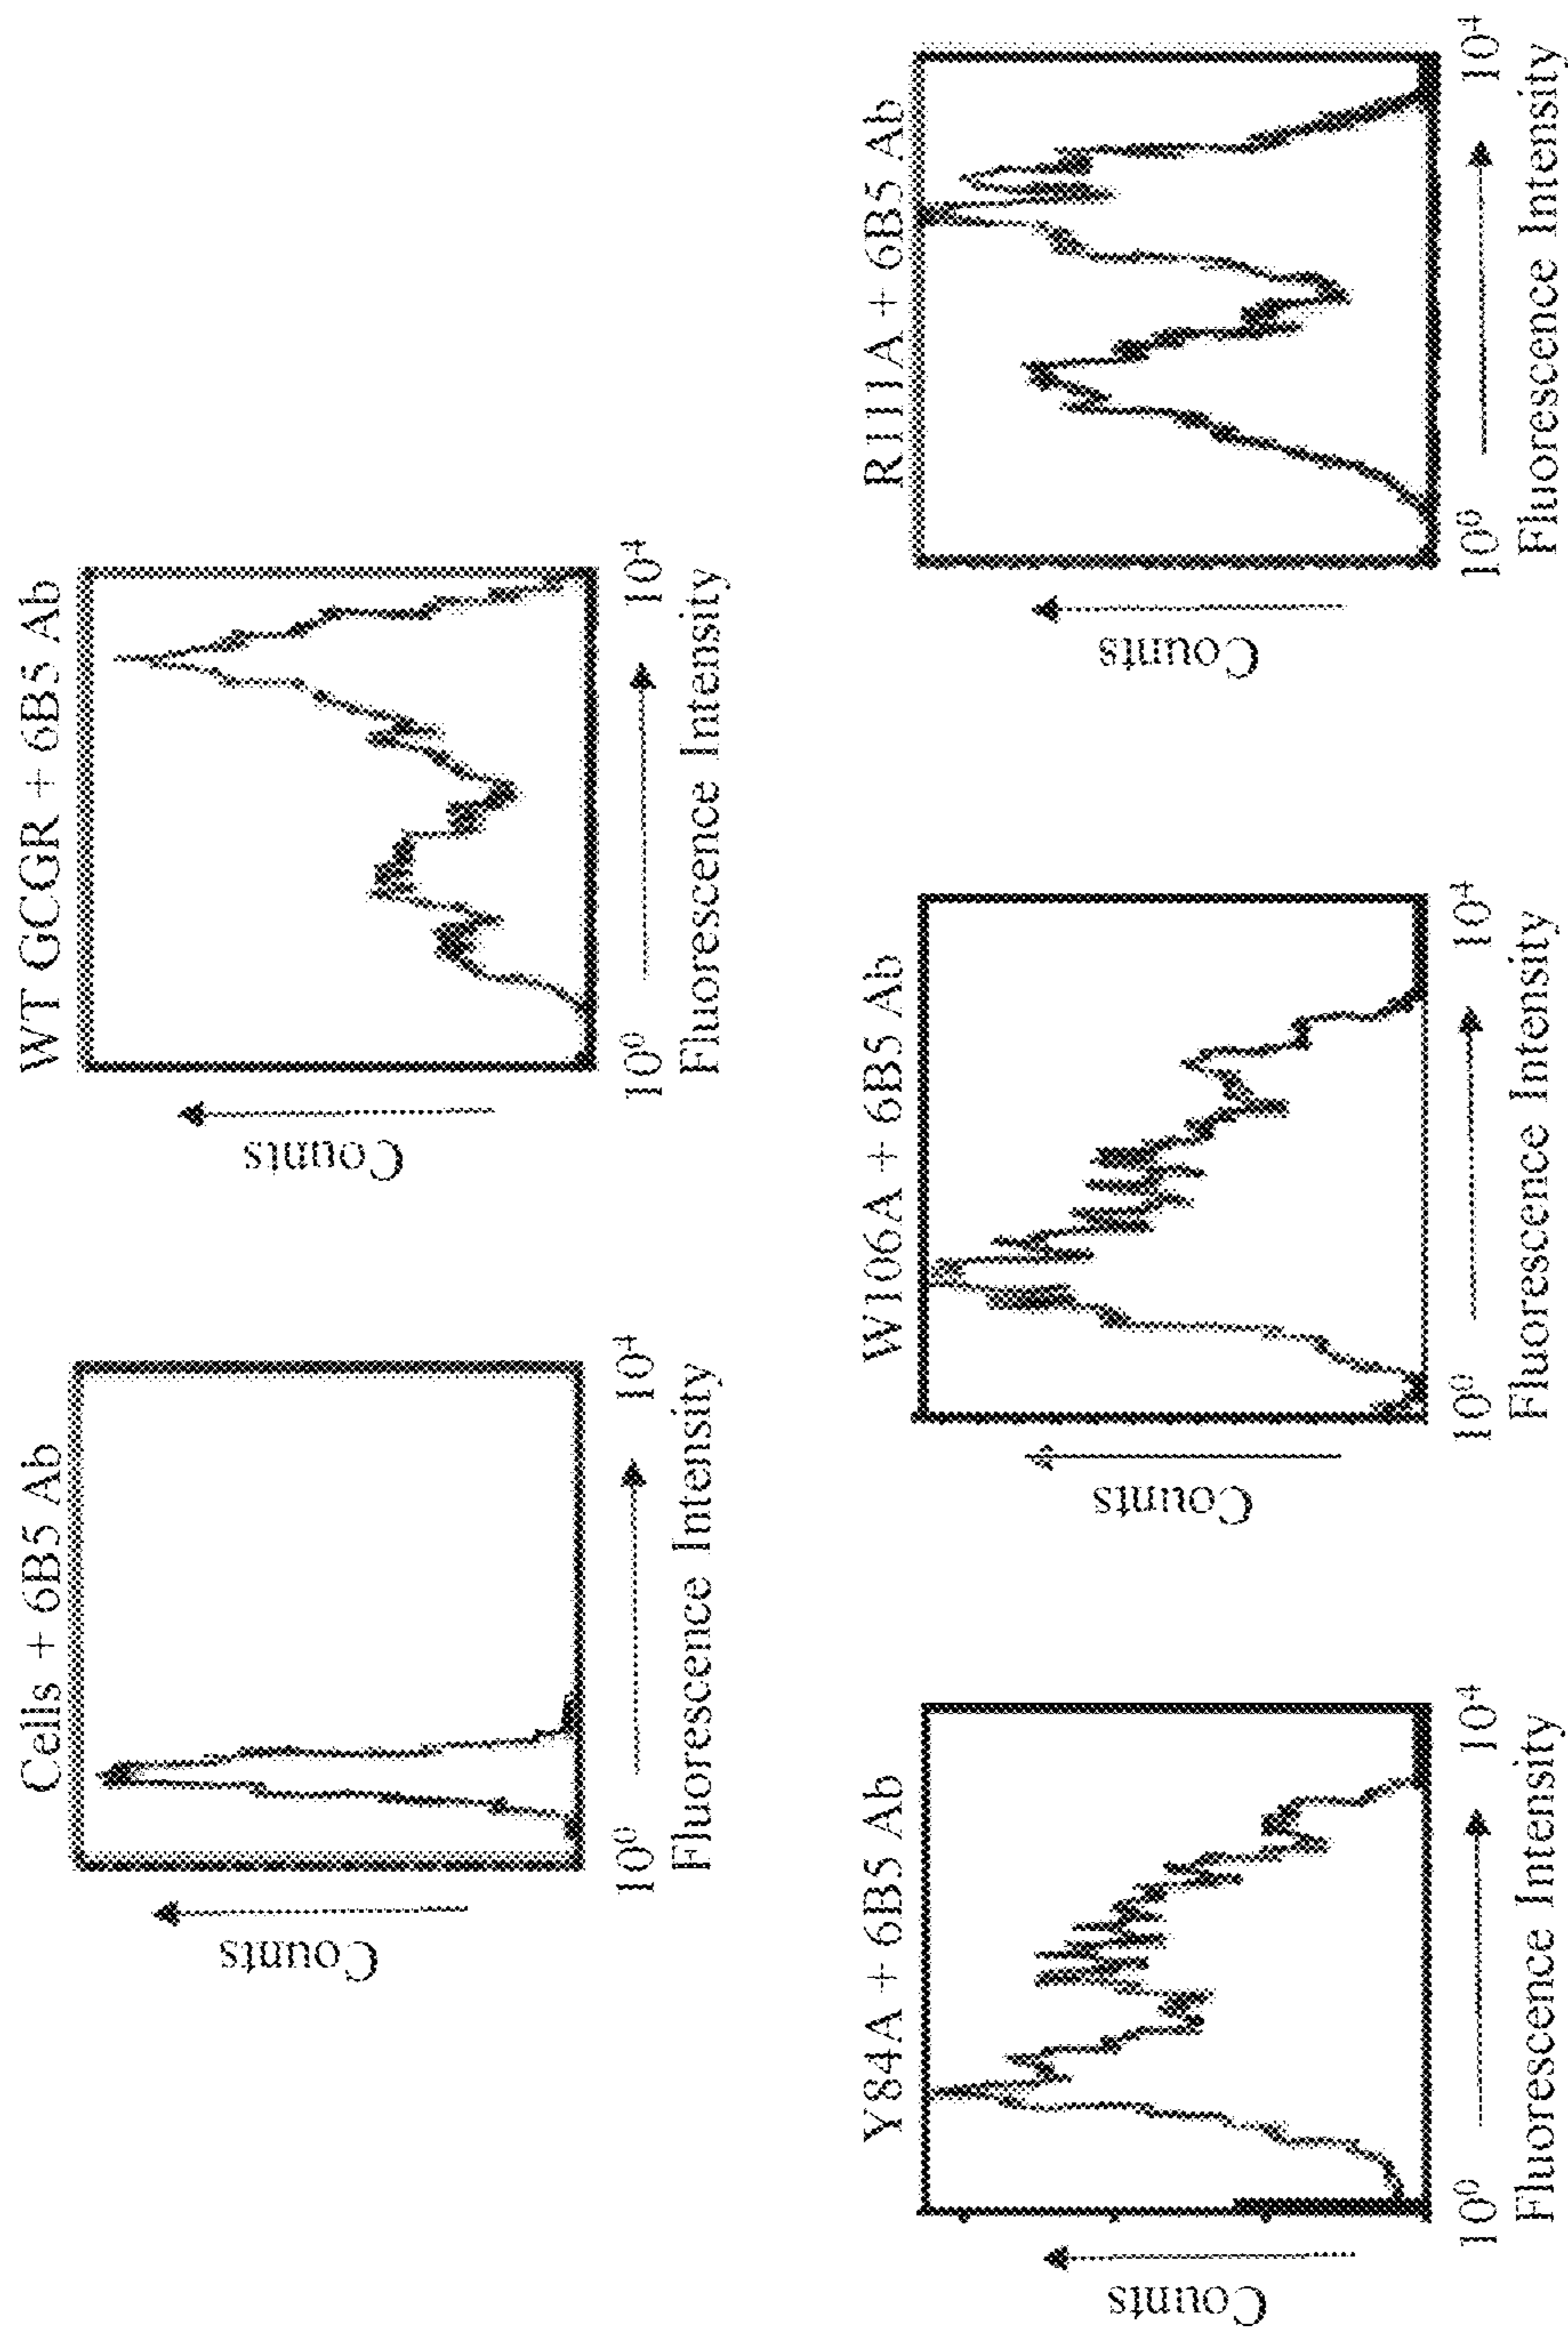 Cells + 6B5 Ab
Counts
10⁰
10⁴
Fluorescence Intensity
WT GCGR + 6B5 Ab
Counts
10⁰
10⁴
Fluorescence Intensity
Y84A + 6B5 Ab
Counts
10⁰
10⁴
Fluorescence Intensity
W106A + 6B5 Ab
Counts
10⁰
10⁴
Fluorescence Intensity
R111A + 6B5 Ab
Counts
10⁰
10⁴
Fluorescence Intensity